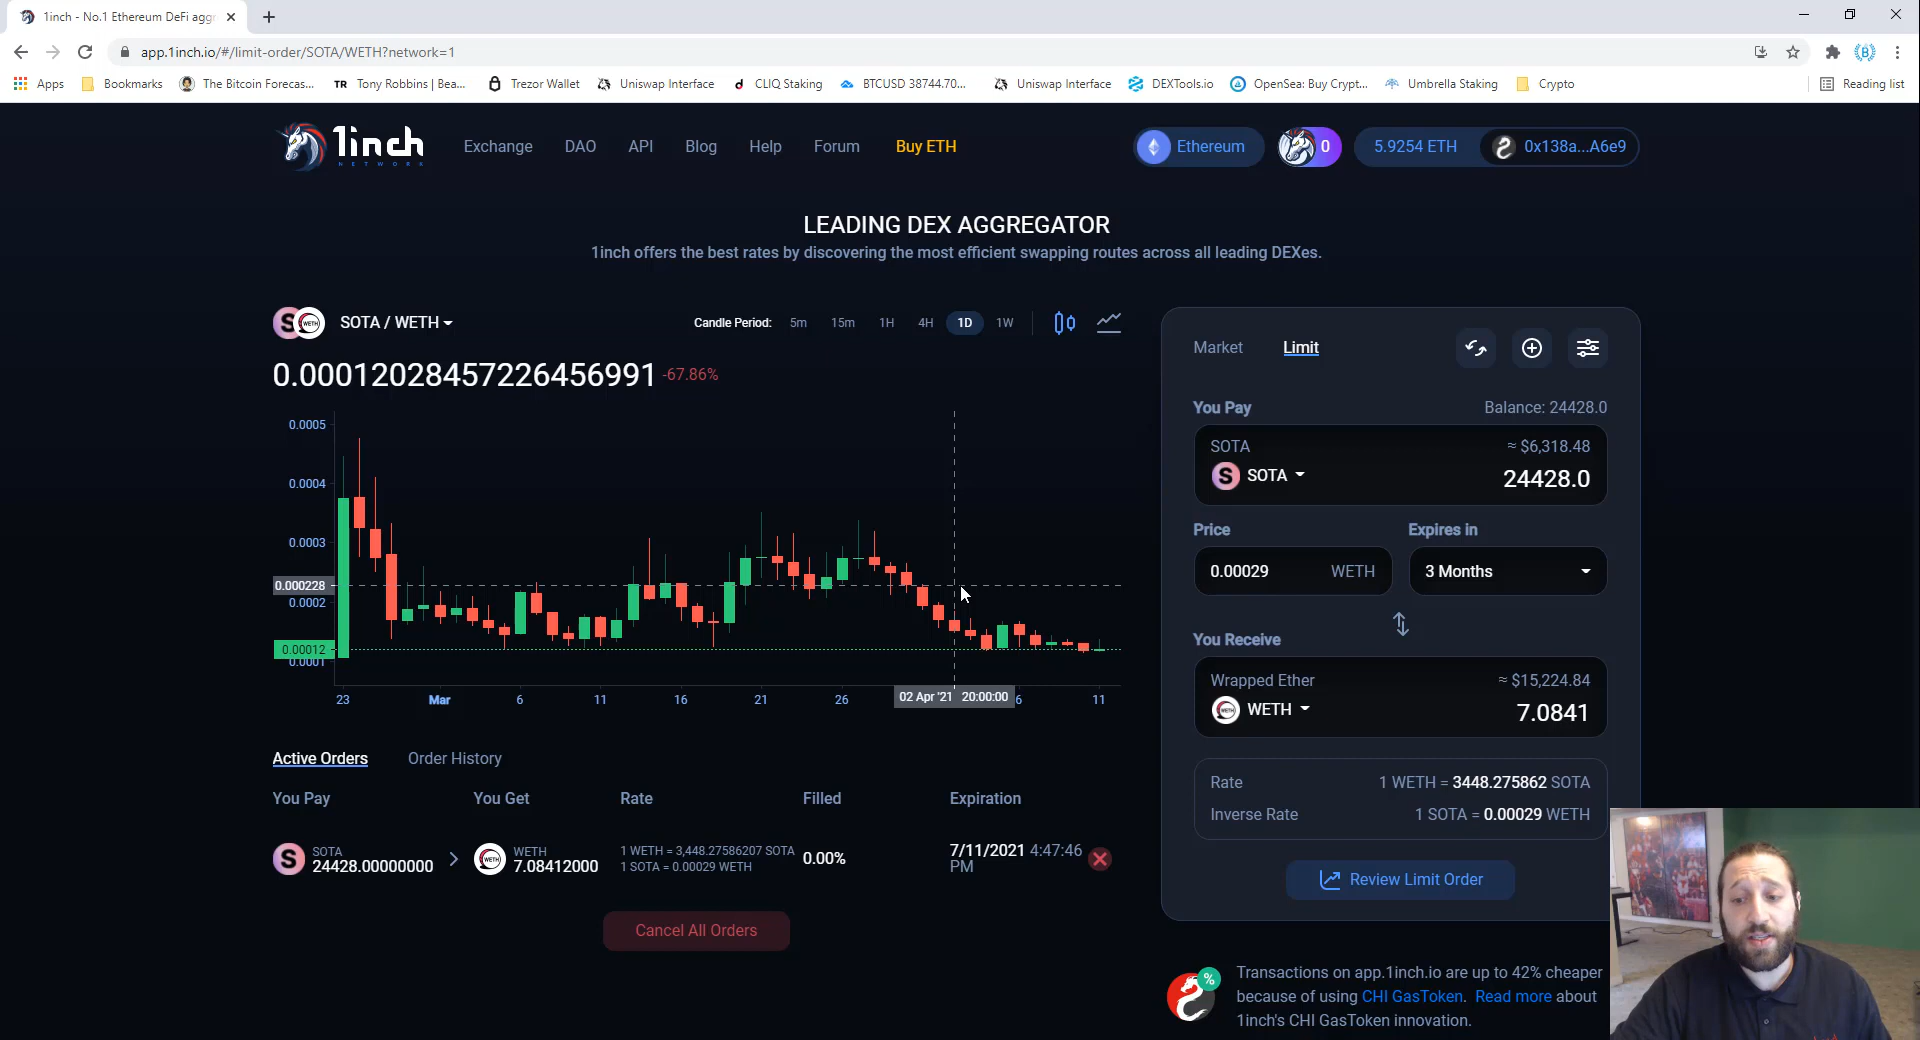 1inch - No.1 Ethereum DeFi aggr
app.1inch.io/#/limit-order/SOTA/WETH?network=1
Apps Bookmarks The Bitcoin Forecas... TR Tony Robbins | Bea... Trezor Wallet Uniswap Interface CLIQ Staking BTCUSD 38744.70... Uniswap Interface DEXTools.io OpenSea: Buy Crypt... Umbrella Staking Crypto Reading list
1inch
NETWORK
Exchange DAO API Blog Help Forum Buy ETH Ethereum 0 5.9254 ETH 0x138a...A6e9
LEADING DEX AGGREGATOR
1inch offers the best rates by discovering the most efficient swapping routes across all leading DEXes.
S WETH SOTA / WETH Candle Period: 5m 15m 1H 4H 1D 1W
0.00012028457226456991 -67.86%
0.0005
0.0004
0.0003
0.000228
0.0002
0.00012
0.0001
23 Mar 6 11 16 21 26 02 Apr '21 20:00:00 6 11
Active Orders Order History
You Pay You Get Rate Filled Expiration
S SOTA WETH WETH 1 WETH = 3,448.27586207 SOTA 7/11/2021 4:47:46
24428.00000000 7.08412000 1 SOTA = 0.00029 WETH 0.00% PM
Cancel All Orders
Market Limit
You Pay Balance: 24428.0
SOTA ≈ $6,318.48
S SOTA 24428.0
Price Expires in
0.00029 WETH 3 Months
You Receive
Wrapped Ether ≈ $15,224.84
WETH WETH 7.0841
Rate 1 WETH = 3448.275862 SOTA
Inverse Rate 1 SOTA = 0.00029 WETH
Review Limit Order
% Transactions on app.1inch.io are up to 42% cheaper
because of using CHI GasToken. Read more about
1inch's CHI GasToken innovation.